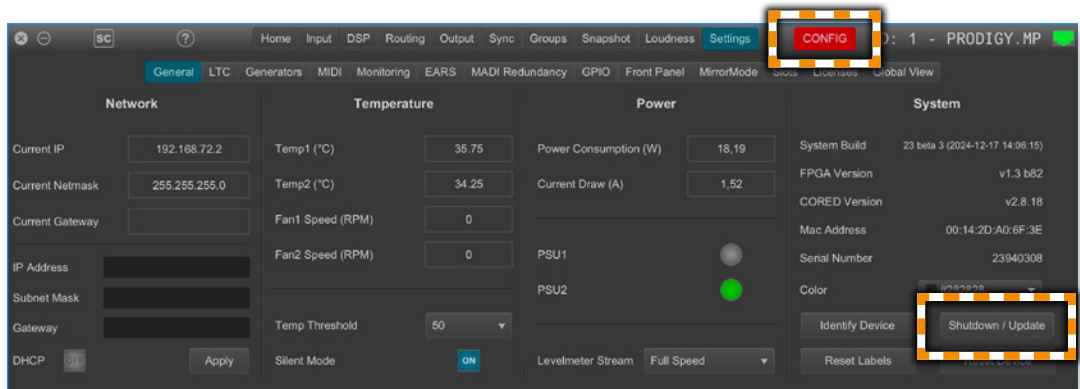 SC ? Home Input DSP Routing Output Sync Groups Snapshot Loudness Settings CONFIG D: 1 - PRODIGY.MP
General LTC Generators MIDI Monitoring EARS MADI Redundancy GPIO Front Panel MirrorMode Slots Licenses Global View
Network Temperature Power System
Current IP 192.168.72.2 Temp1 (°C) 35.75 Power Consumption (W) 18,19 System Build 23 beta 3 (2024-12-17 14:06:15)
FPGA Version v1.3 b82
Current Netmask 255.255.255.0 Temp2 (°C) 34.25 Current Draw (A) 1,52
CORED Version v2.8.18
Current Gateway Fan1 Speed (RPM) 0
Mac Address 00:14:2D:A0:6F:3E
Fan2 Speed (RPM) 0 PSU1 Serial Number 23940308
IP Address
PSU2 Color #282828
Subnet Mask
Gateway Temp Threshold 50 Identify Device Shutdown / Update
DHCP OFF Apply Silent Mode ON Levelmeter Stream Full Speed Reset Labels Reset Device